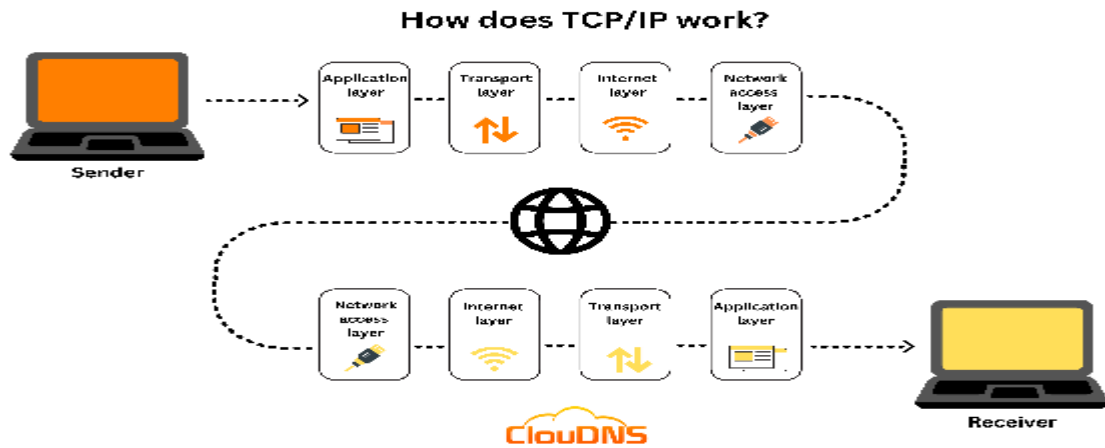 How does TCP/IP work?
Application
layer
Transport
layer
Internet
layer
Network
access
layer
Sender
Network
access
layer
Internet
layer
Transport
layer
Application
layer
Receiver
ClouDNS